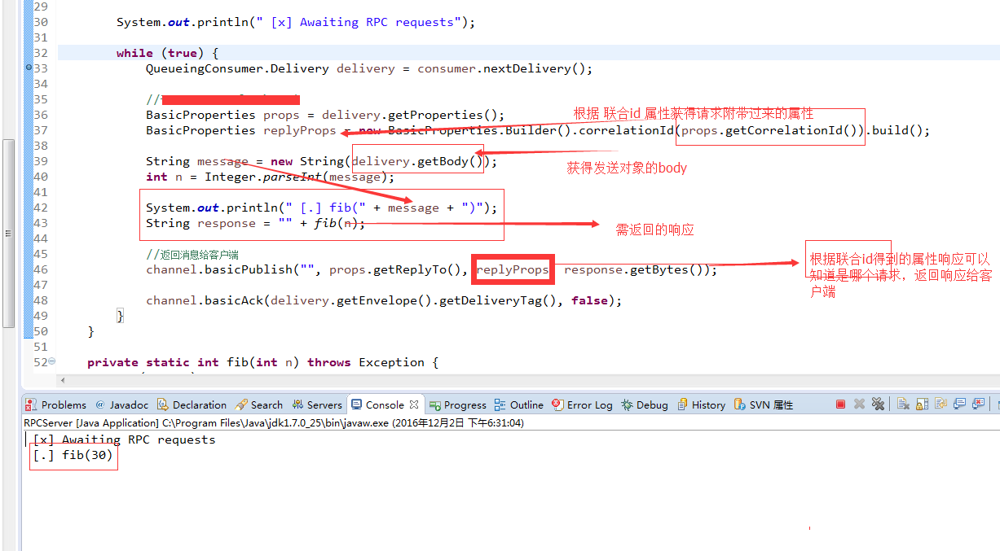 29
30 System.out.println(" [x] Awaiting RPC requests");
31
32 while (true) {
33 QueueingConsumer.Delivery delivery = consumer.nextDelivery();
34
35 //
36 BasicProperties props = delivery.getProperties();
根据 联合id 属性获得请求附带过来的属性
37 BasicProperties replyProps = new BasicProperties.Builder().correlationId(props.getCorrelationId()).build();
38
39 String message = new String(delivery.getBody());
获得发送对象的body
40 int n = Integer.parseInt(message);
41
42 System.out.println(" [.] fib(" + message + ")");
43 String response = "" + fib(n);
需返回的响应
44
45 //返回消息给客户端
46 channel.basicPublish("", props.getReplyTo(), replyProps response.getBytes());
根据联合id得到的属性响应可以
知道是哪个请求，返回响应给客
户端
47
48 channel.basicAck(delivery.getEnvelope().getDeliveryTag(), false);
49 }
50 }
51
52 private static int fib(int n) throws Exception {
Problems @ Javadoc Declaration Search Servers Console Progress Outline Error Log Debug History SVN 属性
RPCServer [Java Application] C:\Program Files\Java\jdk1.7.0_25\bin\javaw.exe (2016年12月2日 下午6:31:04)
[x] Awaiting RPC requests
[.] fib(30)